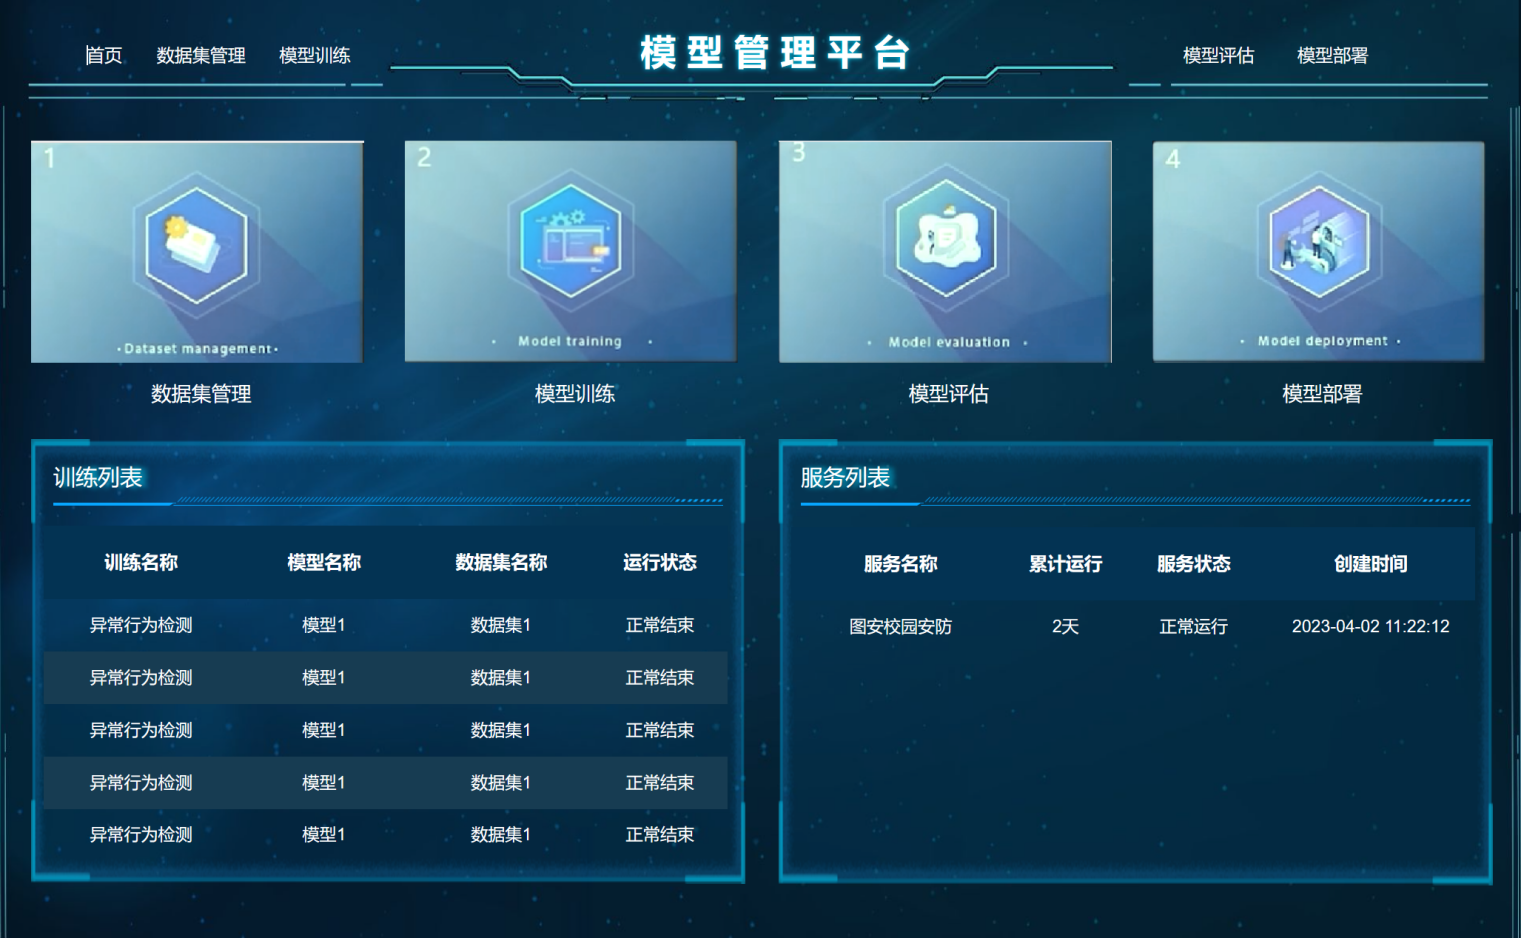 首页 数据集管理 模型训练 模型管理平台 模型评估 模型部署
1 2 3 4
·Dataset management· · Model training · · Model evaluation · · Model deployment ·
数据集管理 模型训练 模型评估 模型部署
训练列表
训练名称 模型名称 数据集名称 运行状态
异常行为检测 模型1 数据集1 正常结束
异常行为检测 模型1 数据集1 正常结束
异常行为检测 模型1 数据集1 正常结束
异常行为检测 模型1 数据集1 正常结束
异常行为检测 模型1 数据集1 正常结束
服务列表
服务名称 累计运行 服务状态 创建时间
图安校园安防 2天 正常运行 2023-04-02 11:22:12